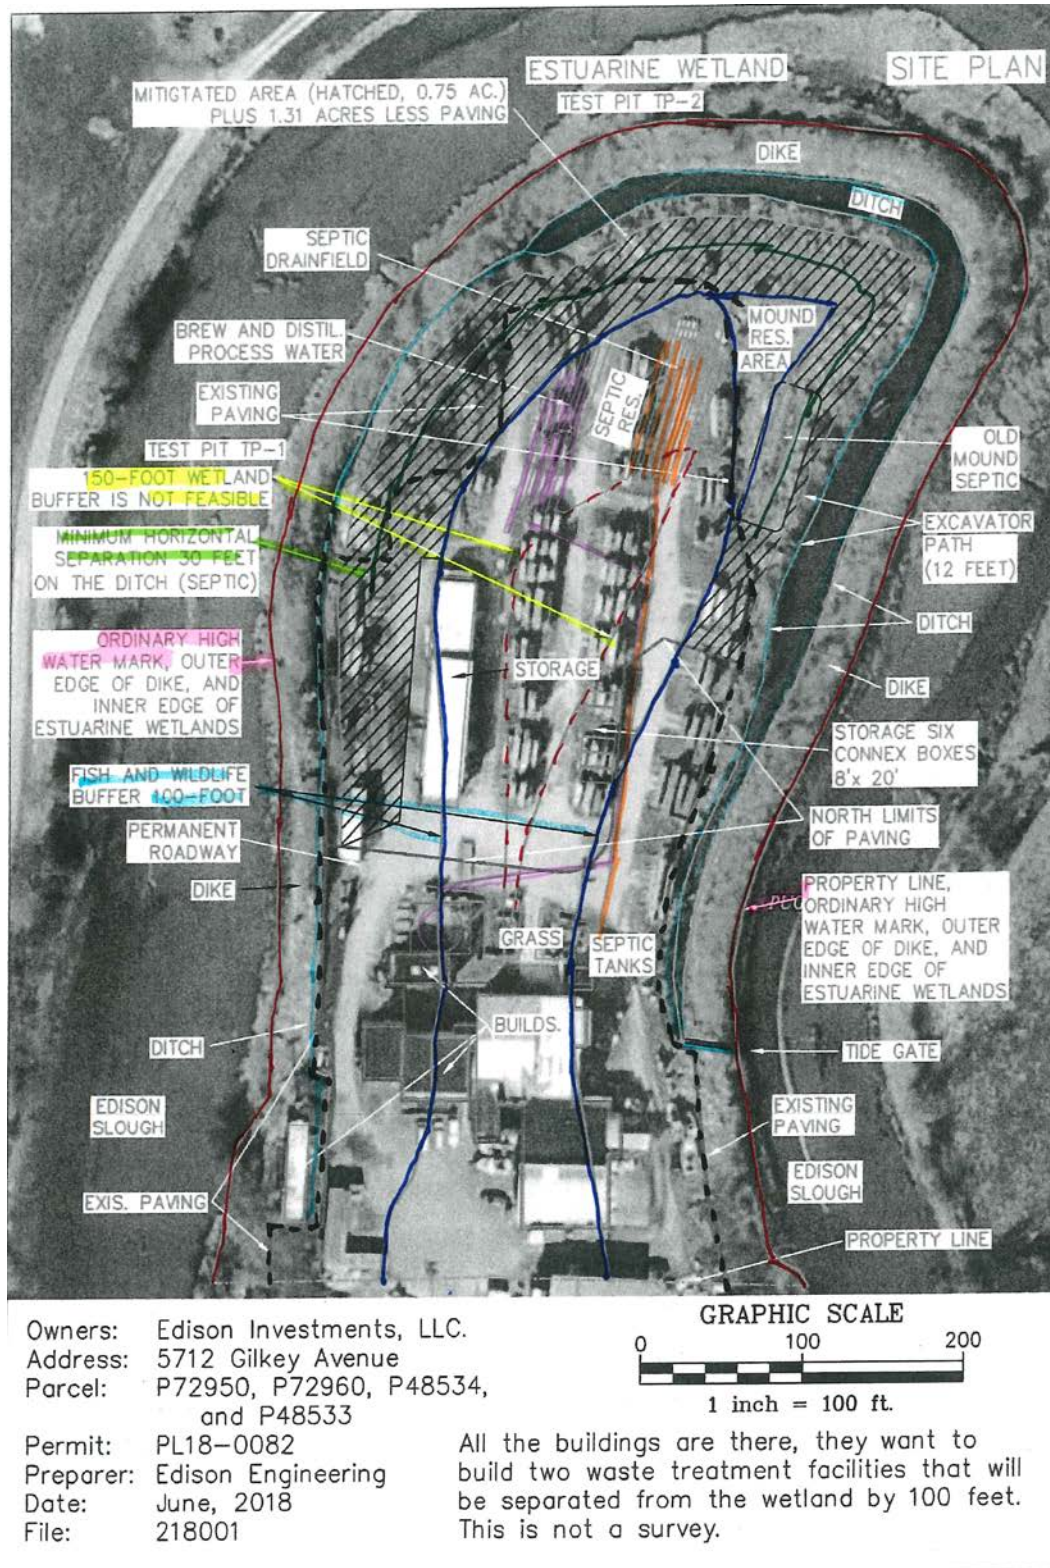 ESTUARINE WETLAND
SITE PLAN
MITIGTATED AREA (HATCHED, 0.75 AC.)
PLUS 1.31 ACRES LESS PAVING
TEST PIT TP-2
DIKE
DITCH
SEPTIC
DRAINFIELD
MOUND
RES.
AREA
BREW AND DISTIL.
PROCESS WATER
SEPTIC
RES.
EXISTING
PAVING
TEST PIT TP-1
150-FOOT WETLAND
BUFFER IS NOT FEASIBLE
OLD
MOUND
SEPTIC
MINIMUM HORIZONTAL
SEPARATION 30 FEET
ON THE DITCH (SEPTIC)
EXCAVATOR
PATH
(12 FEET)
DITCH
ORDINARY HIGH
WATER MARK, OUTER
EDGE OF DIKE, AND
INNER EDGE OF
ESTUARINE WETLANDS
STORAGE
DIKE
STORAGE SIX
CONNEX BOXES
8'x 20'
FISH AND WILDLIFE
BUFFER 100-FOOT
NORTH LIMITS
OF PAVING
PERMANENT
ROADWAY
DIKE
PROPERTY LINE,
ORDINARY HIGH
WATER MARK, OUTER
EDGE OF DIKE, AND
INNER EDGE OF
ESTUARINE WETLANDS
GRASS
SEPTIC
TANKS
BUILDS.
DITCH
TIDE GATE
EDISON
SLOUGH
EXISTING
PAVING
EDISON
SLOUGH
EXIS. PAVING
PROPERTY LINE
Owners: Edison Investments, LLC.
Address: 5712 Gilkey Avenue
Parcel: P72950, P72960, P48534,
and P48533
Permit: PL18-0082
Preparer: Edison Engineering
Date: June, 2018
File: 218001
GRAPHIC SCALE
0 100 200
1 inch = 100 ft.
All the buildings are there, they want to
build two waste treatment facilities that will
be separated from the wetland by 100 feet.
This is not a survey.